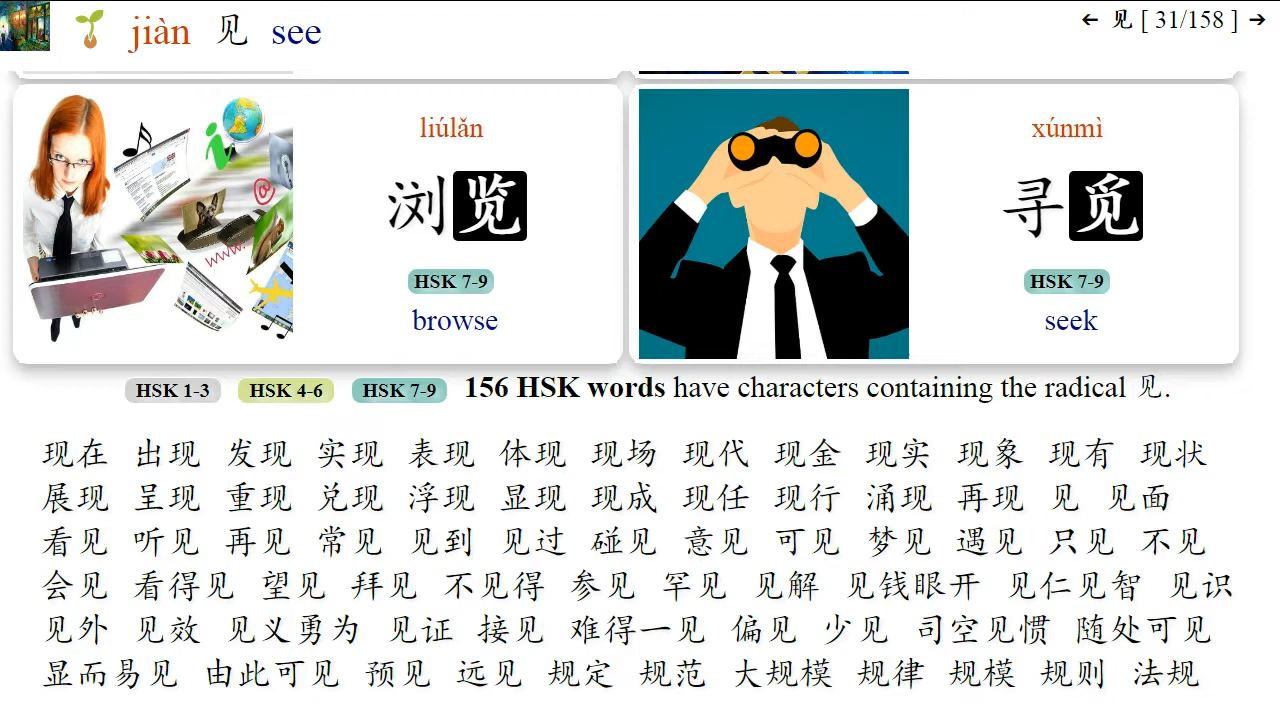 jiàn 见 see
← 见 [ 31/158 ] →
liúlǎn
浏览
HSK 7-9
browse
xúnmì
寻觅
HSK 7-9
seek
HSK 1-3 HSK 4-6 HSK 7-9 156 HSK words have characters containing the radical 见.
现在 出现 发现 实现 表现 体现 现场 现代 现金 现实 现象 现有 现状
展现 呈现 重现 兑现 浮现 显现 现成 现任 现行 涌现 再现 见 见面
看见 听见 再见 常见 见到 见过 碰见 意见 可见 梦见 遇见 只见 不见
会见 看得见 望见 拜见 不见得 参见 罕见 见解 见钱眼开 见仁见智 见识
见外 见效 见义勇为 见证 接见 难得一见 偏见 少见 司空见惯 随处可见
显而易见 由此可见 预见 远见 规定 规范 大规模 规律 规模 规则 法规